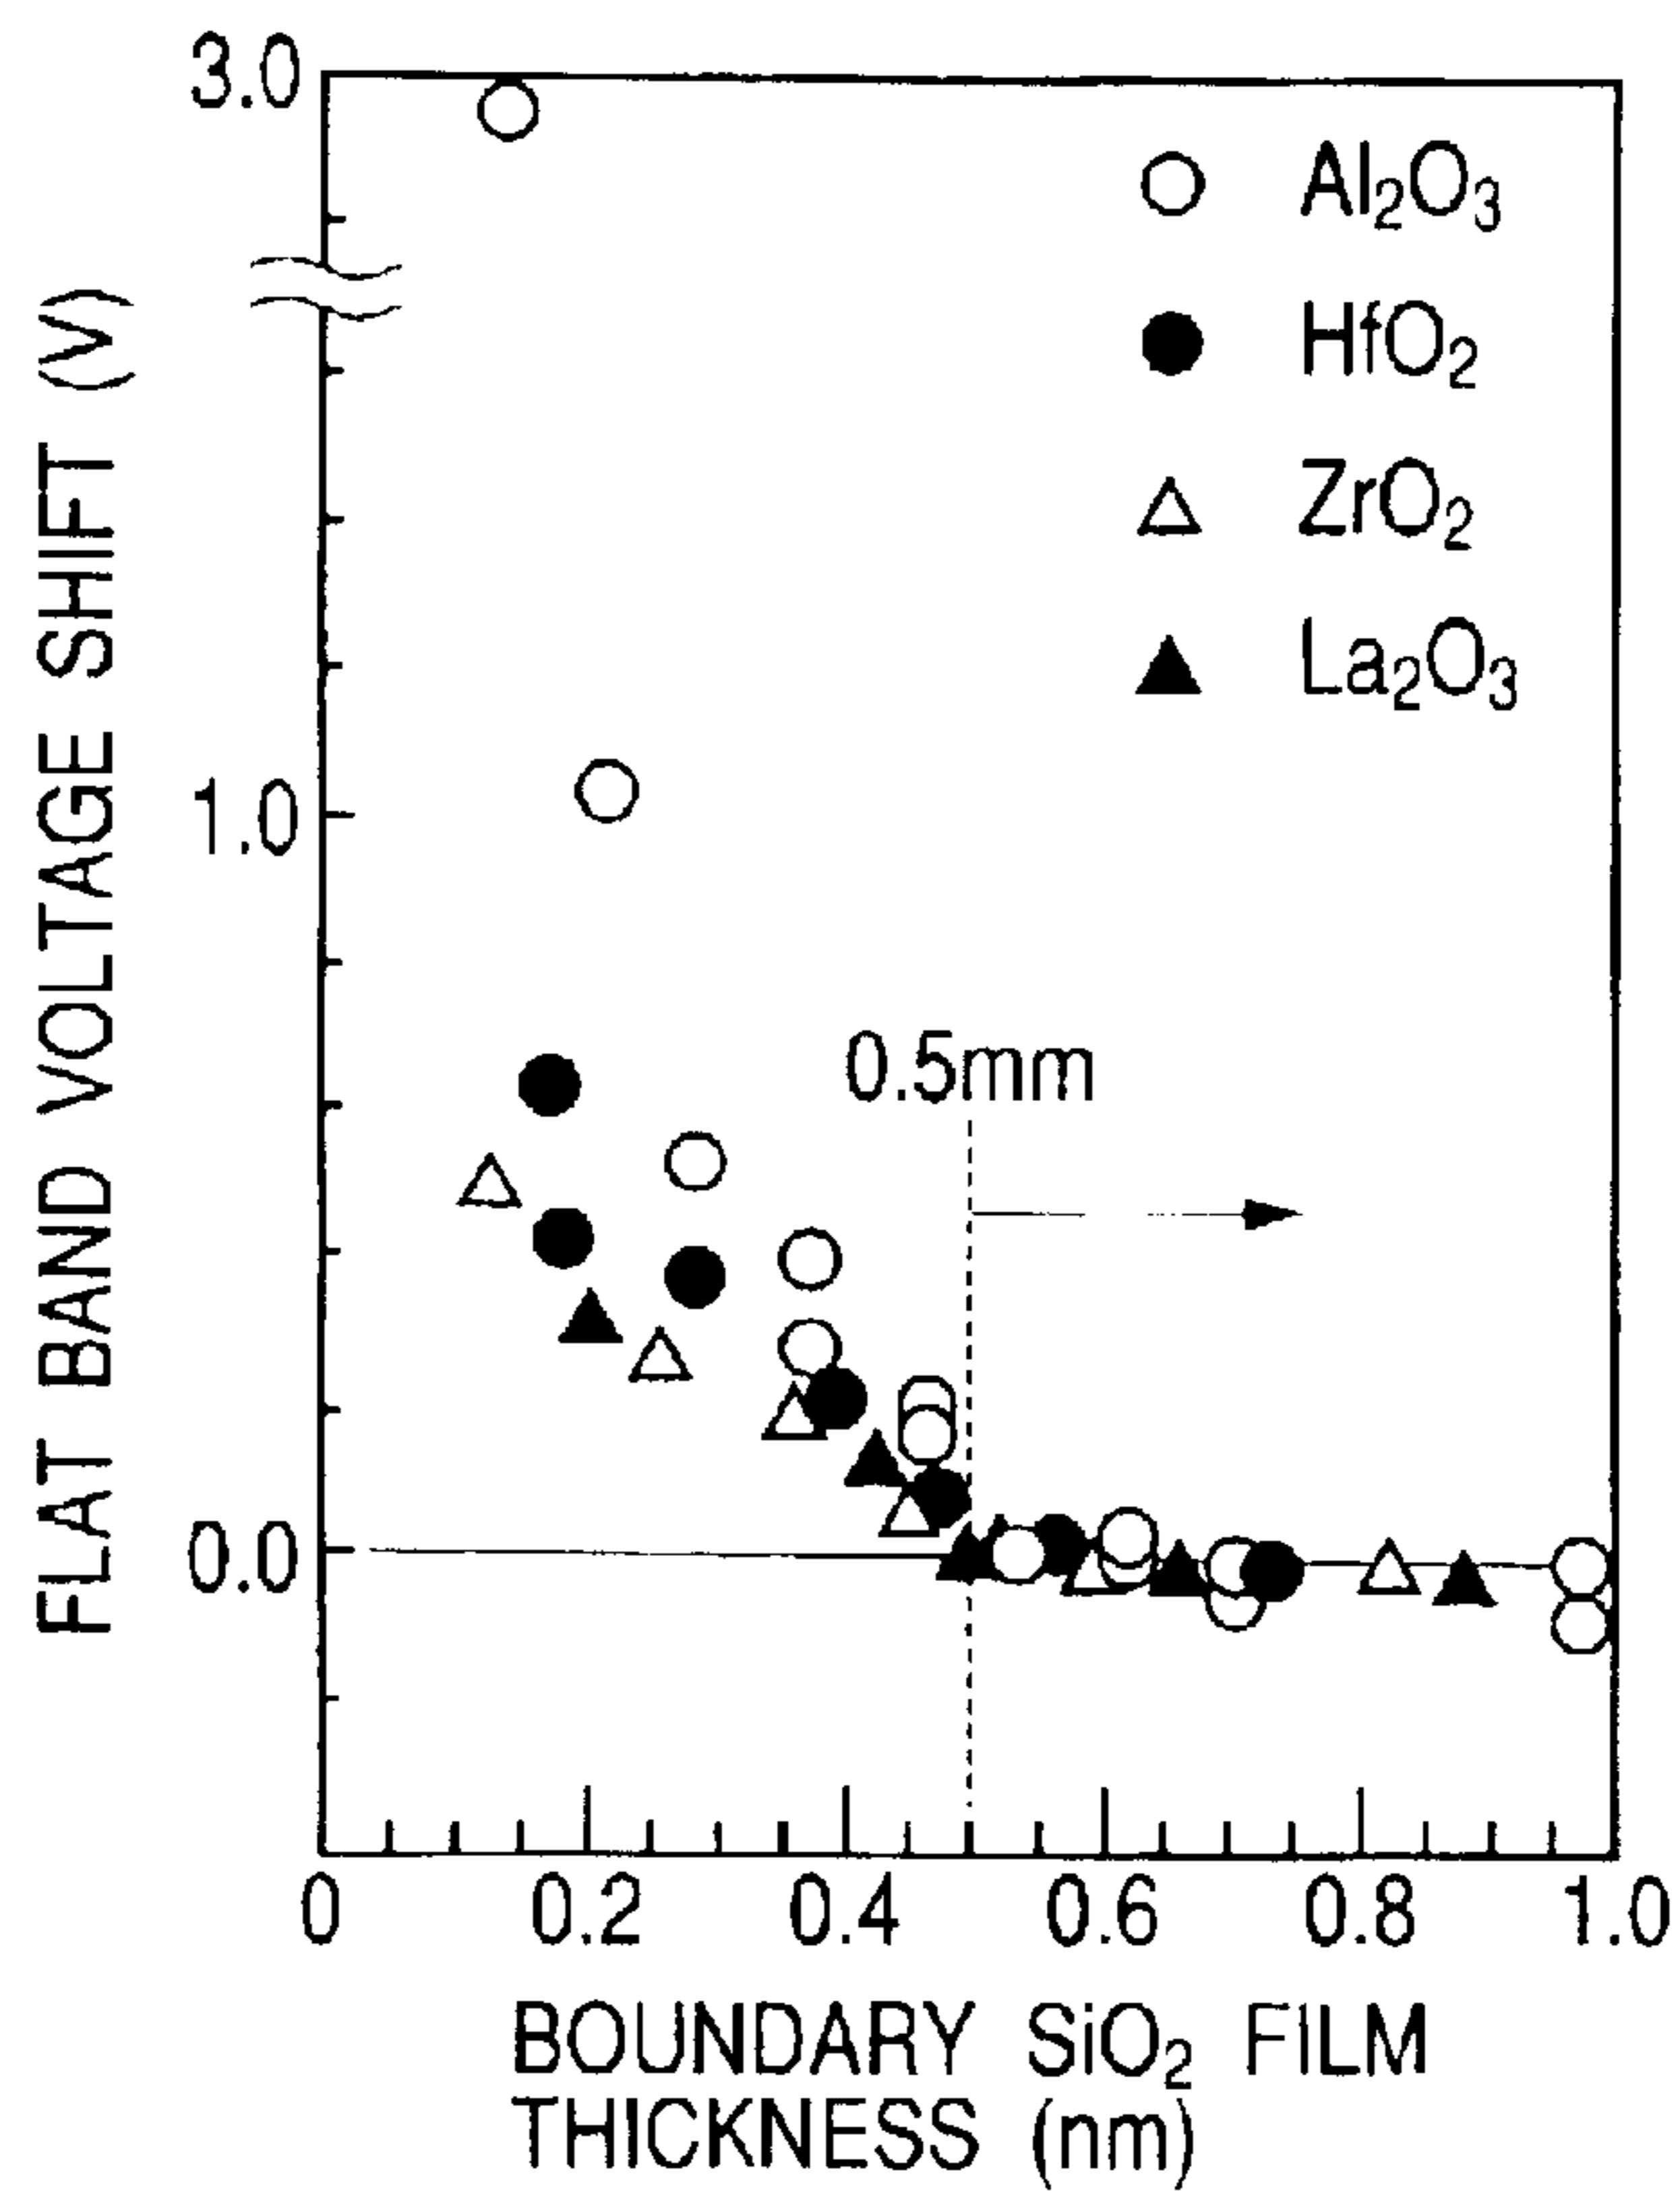 FLAT BAND VOLTAGE SHIFT (V)
3.0
1.0
0.0
Al₂O₃
HfO₂
ZrO₂
La₂O₃
0.5mm
0 0.2 0.4 0.6 0.8 1.0
BOUNDARY SiO₂ FILM
THICKNESS (nm)